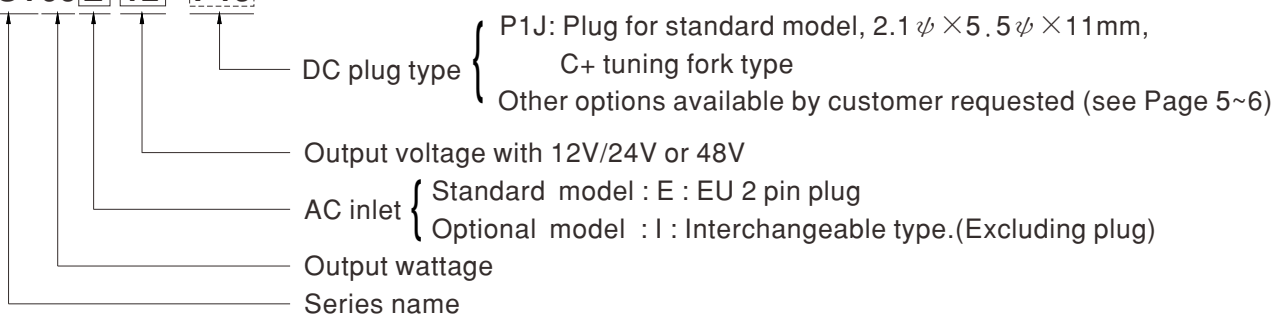 DC plug type
P1J: Plug for standard model, 2.1ψ×5.5ψ×11mm,
C+ tuning fork type
Other options available by customer requested (see Page 5~6)
Output voltage with 12V/24V or 48V
AC inlet
Standard model : E : EU 2 pin plug
Optional model : I : Interchangeable type.(Excluding plug)
Output wattage
Series name